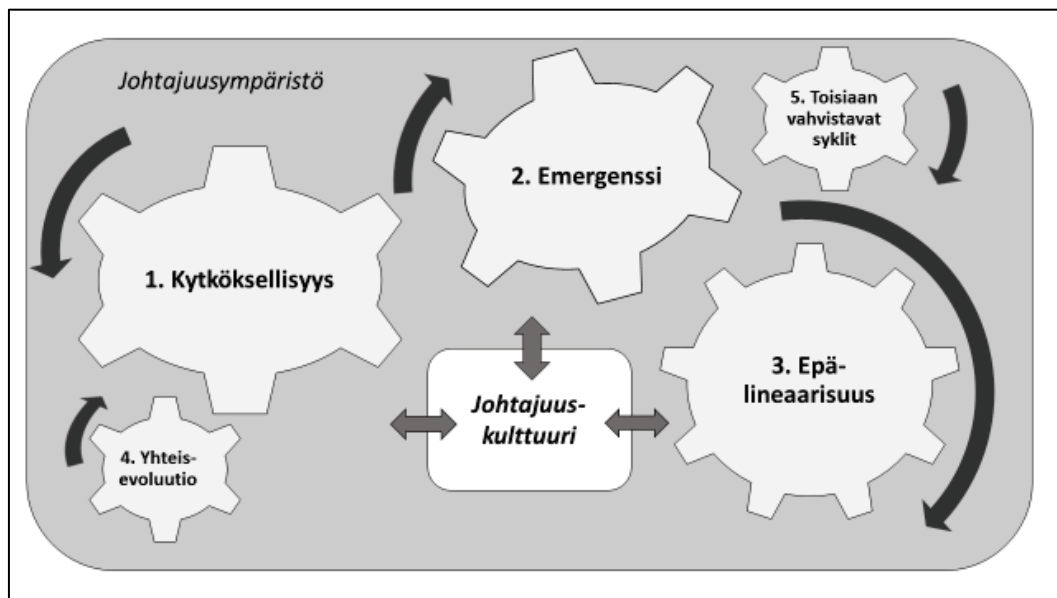 Johtajuusympäristö
1. Kytköksellisyys
2. Emergenssi
5. Toisiaan
vahvistavat
syklit
3. Epä-
lineaarisuus
Johtajuus-
kulttuuri
4. Yhteis-
evoluutio